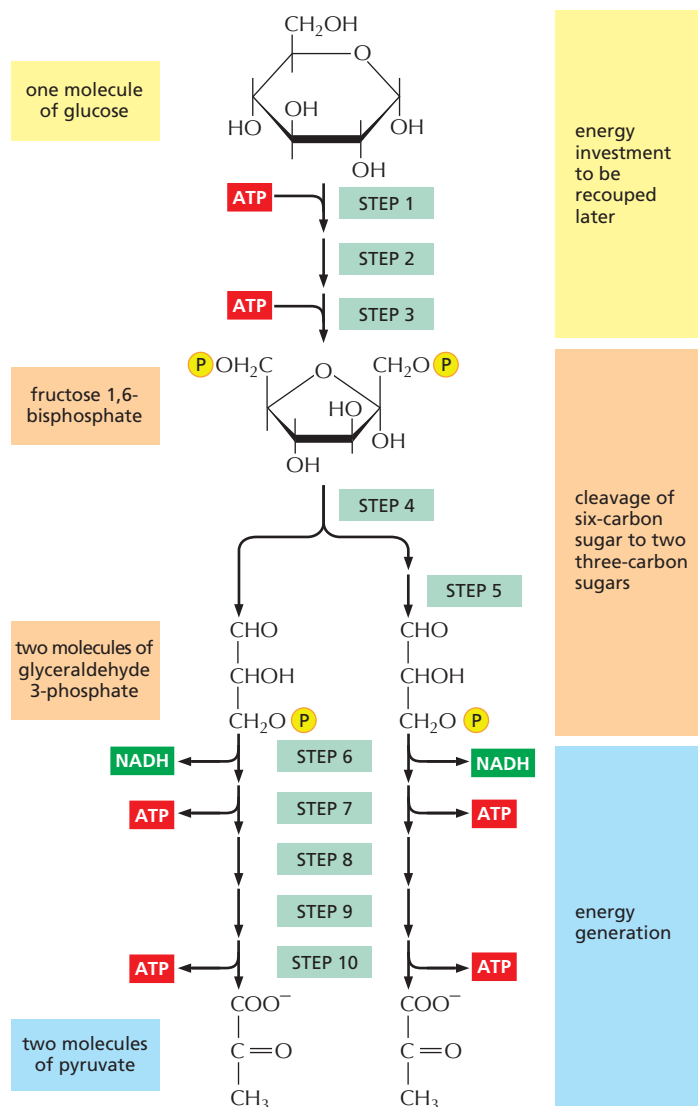 CH2OH
O
one molecule
of glucose
OH
HO
OH
OH
energy
investment
to be
recouped
later
ATP
STEP 1
STEP 2
ATP
STEP 3
P OH2C
O
CH2O P
fructose 1,6-
bisphosphate
HO
OH
OH
STEP 4
cleavage of
six-carbon
sugar to two
three-carbon
sugars
STEP 5
CHO
CHO
two molecules of
glyceraldehyde
3-phosphate
CHOH
CHOH
CH2O P
CH2O P
NADH
STEP 6
NADH
ATP
STEP 7
ATP
STEP 8
STEP 9
energy
generation
ATP
STEP 10
ATP
COO−
COO−
two molecules
of pyruvate
C=O
C=O
CH3
CH3